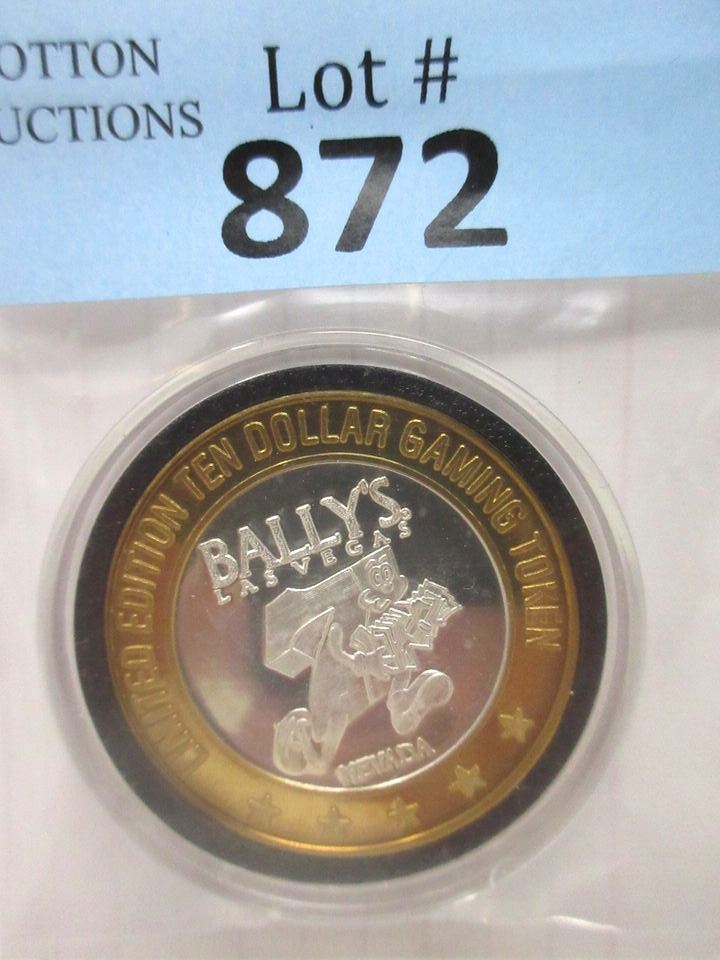 OTTON
UCTIONS
Lot #
872
LIMITED EDITION TEN DOLLAR GAMING TOKEN
BALLY'S
LAS VEGAS
NEVADA